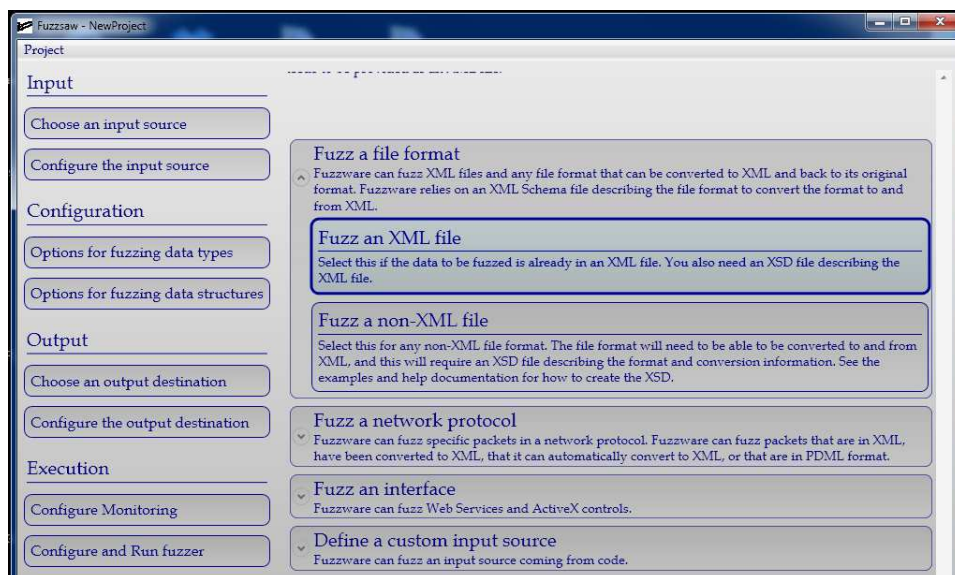 Fuzzsaw - NewProject
Project
Input
Choose an input source
Configure the input source
Configuration
Options for fuzzing data types
Options for fuzzing data structures
Output
Choose an output destination
Configure the output destination
Execution
Configure Monitoring
Configure and Run fuzzer
Fuzz a file format
Fuzzware can fuzz XML files and any file format that can be converted to XML and back to its original
format. Fuzzware relies on an XML Schema file describing the file format to convert the format to and
from XML.
Fuzz an XML file
Select this if the data to be fuzzed is already in an XML file. You also need an XSD file describing the
XML file.
Fuzz a non-XML file
Select this for any non-XML file format. The file format will need to be able to be converted to and from
XML, and this will require an XSD file describing the format and conversion information. See the
examples and help documentation for how to create the XSD.
Fuzz a network protocol
Fuzzware can fuzz specific packets in a network protocol. Fuzzware can fuzz packets that are in XML,
have been converted to XML, that it can automatically convert to XML, or that are in PDML format.
Fuzz an interface
Fuzzware can fuzz Web Services and ActiveX controls.
Define a custom input source
Fuzzware can fuzz an input source coming from code.